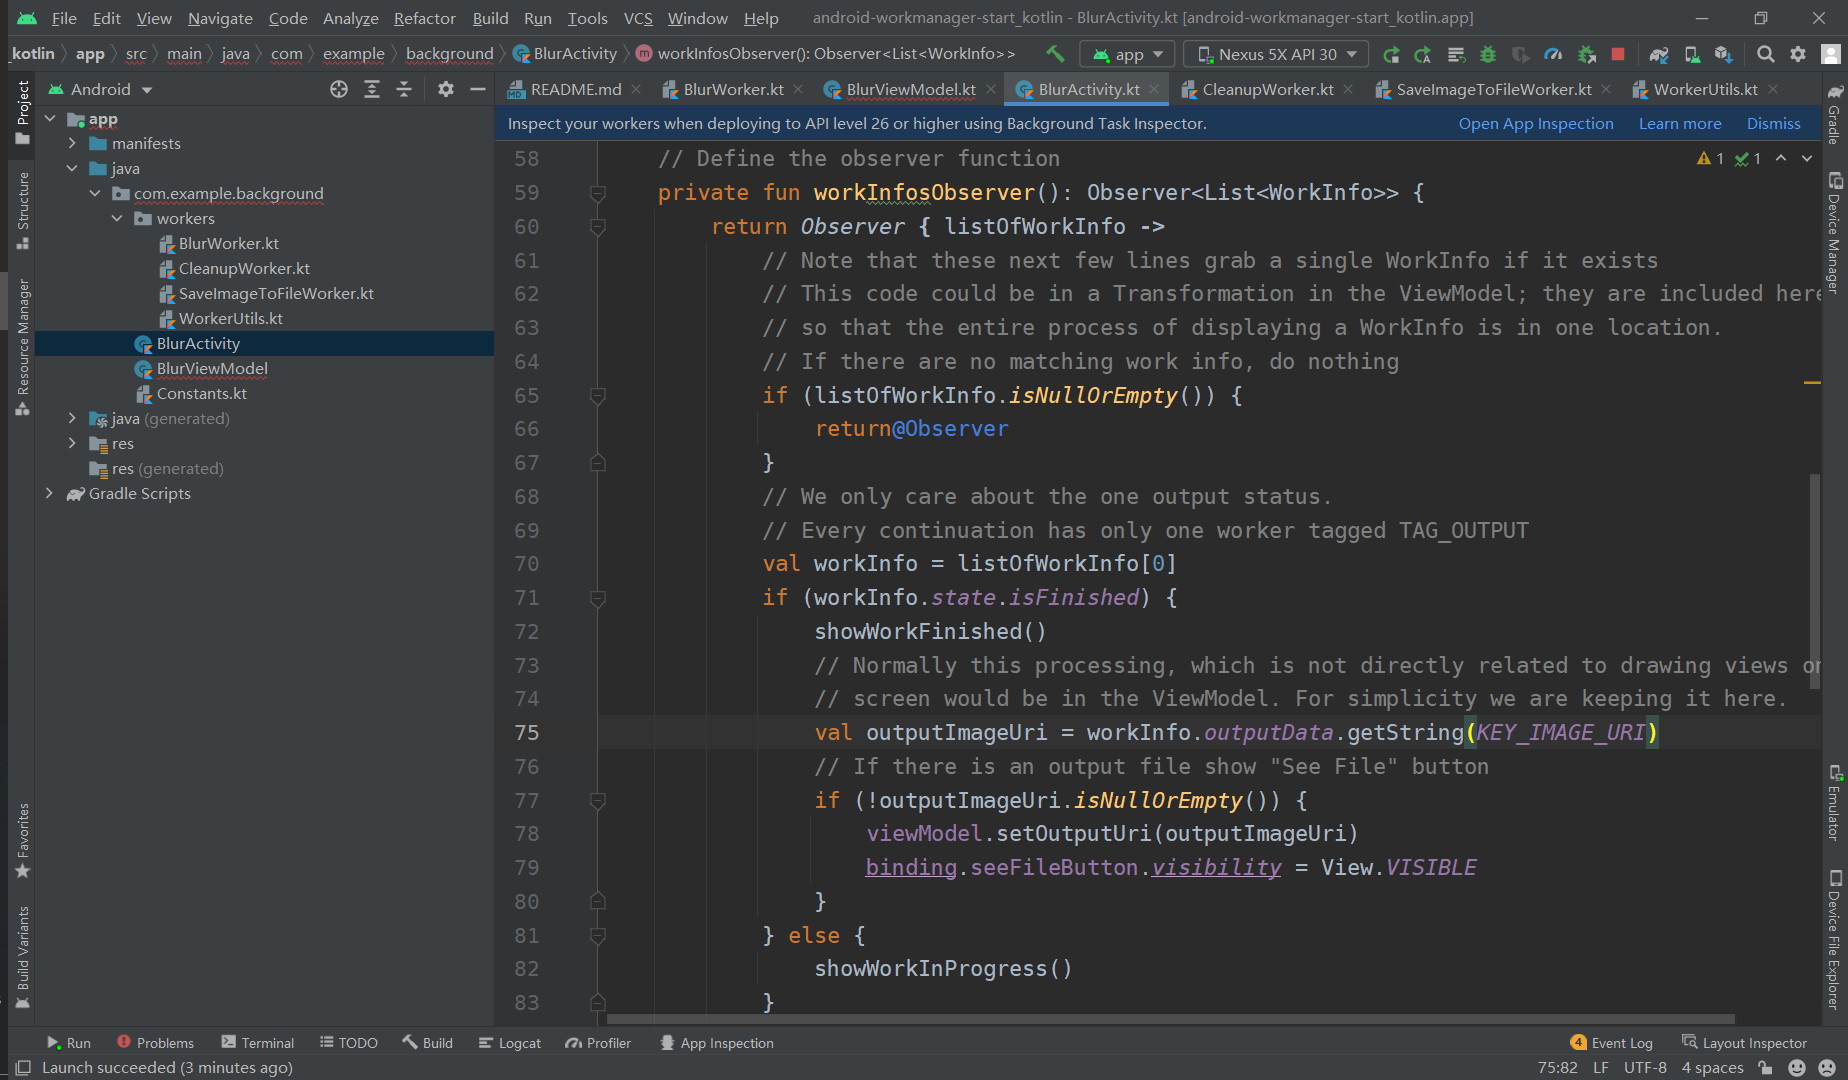 File Edit View Navigate Code Analyze Refactor Build Run Tools VCS Window Help android-workmanager-start_kotlin - BlurActivity.kt [android-workmanager-start_kotlin.app]
_kotlin app src main java com example background BlurActivity workInfosObserver(): Observer<List<WorkInfo>> app Nexus 5X API 30
Project
Structure
Resource Manager
Favorites
Build Variants
Android
app
manifests
java
com.example.background
workers
BlurWorker.kt
CleanupWorker.kt
SaveImageToFileWorker.kt
WorkerUtils.kt
BlurActivity
BlurViewModel
Constants.kt
java (generated)
res
res (generated)
Gradle Scripts
README.md BlurWorker.kt BlurViewModel.kt BlurActivity.kt CleanupWorker.kt SaveImageToFileWorker.kt WorkerUtils.kt
Inspect your workers when deploying to API level 26 or higher using Background Task Inspector. Open App Inspection Learn more Dismiss
1 1
58 // Define the observer function
59 private fun workInfosObserver(): Observer<List<WorkInfo>> {
60 return Observer { listOfWorkInfo ->
61 // Note that these next few lines grab a single WorkInfo if it exists
62 // This code could be in a Transformation in the ViewModel; they are included here
63 // so that the entire process of displaying a WorkInfo is in one location.
64 // If there are no matching work info, do nothing
65 if (listOfWorkInfo.isNullOrEmpty()) {
66 return@Observer
67 }
68 // We only care about the one output status.
69 // Every continuation has only one worker tagged TAG_OUTPUT
70 val workInfo = listOfWorkInfo[0]
71 if (workInfo.state.isFinished) {
72 showWorkFinished()
73 // Normally this processing, which is not directly related to drawing views on
74 // screen would be in the ViewModel. For simplicity we are keeping it here.
75 val outputImageUri = workInfo.outputData.getString(KEY_IMAGE_URI)
76 // If there is an output file show "See File" button
77 if (!outputImageUri.isNullOrEmpty()) {
78 viewModel.setOutputUri(outputImageUri)
79 binding.seeFileButton.visibility = View.VISIBLE
80 }
81 } else {
82 showWorkInProgress()
83 }
Gradle
Device Manager
Emulator
Device File Explorer
Run Problems Terminal TODO Build Logcat Profiler App Inspection 4 Event Log Layout Inspector
Launch succeeded (3 minutes ago) 75:82 LF UTF-8 4 spaces